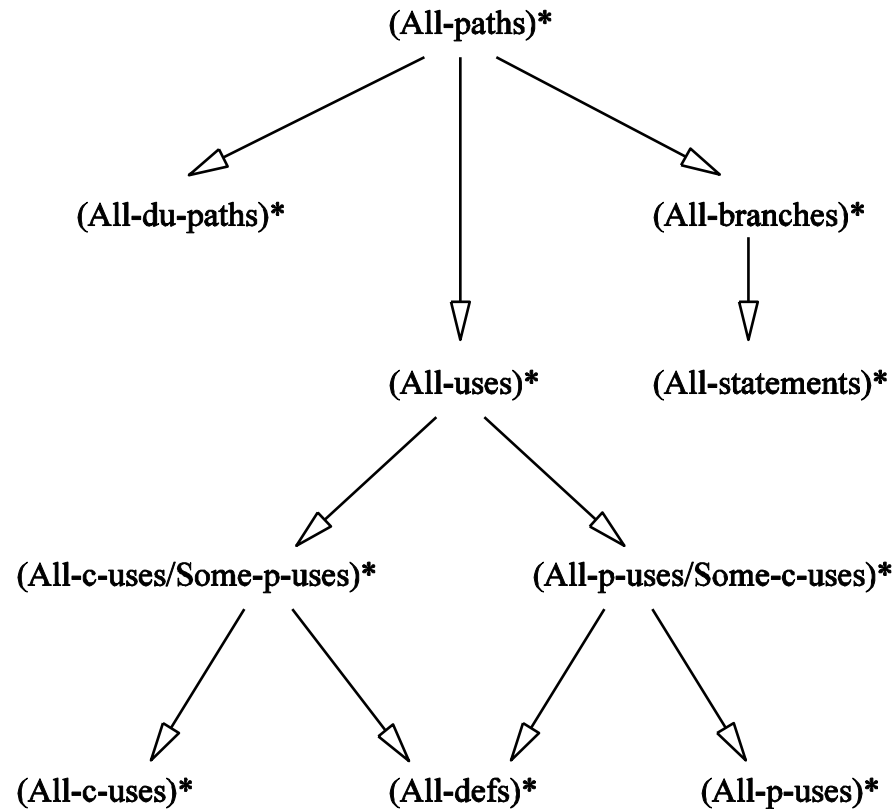 (All-paths)*
(All-du-paths)*
(All-branches)*
(All-uses)*
(All-statements)*
(All-c-uses/Some-p-uses)*
(All-p-uses/Some-c-uses)*
(All-c-uses)*
(All-defs)*
(All-p-uses)*